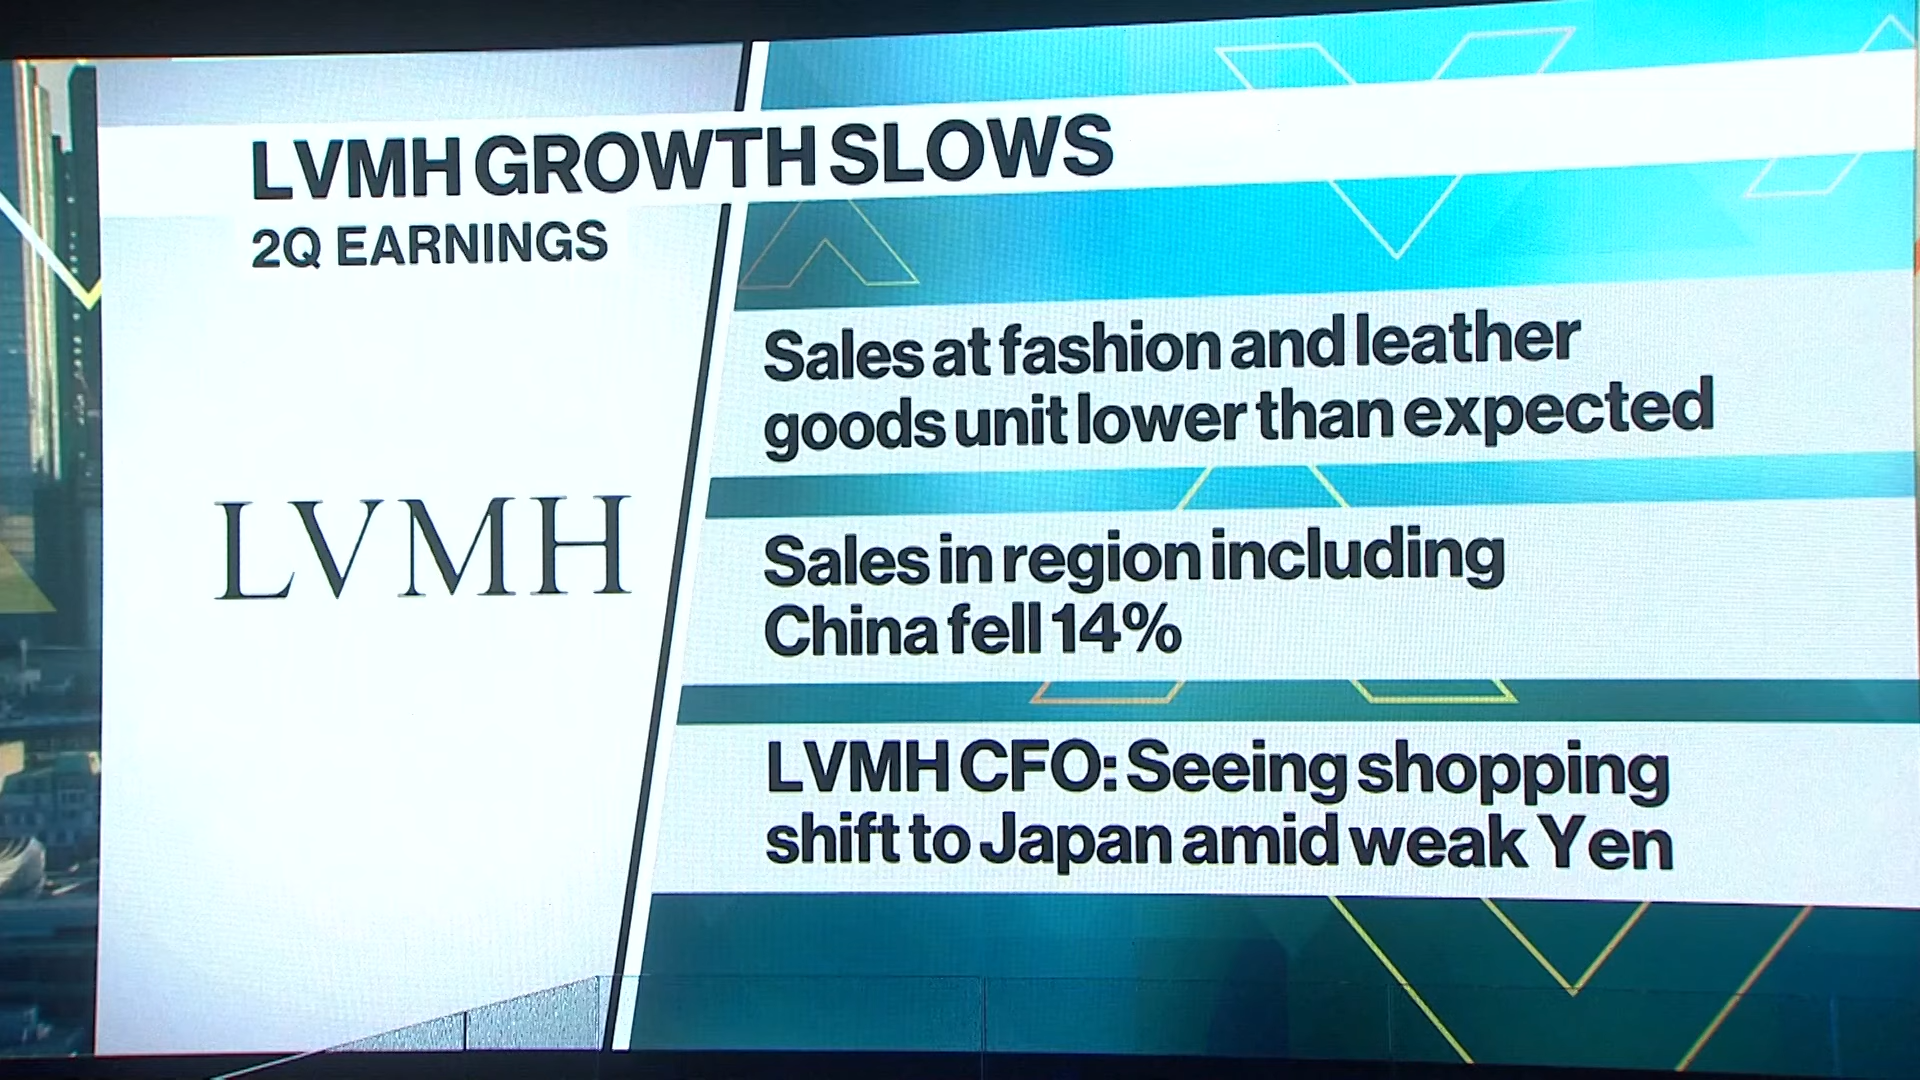 LVMH GROWTH SLOWS
2Q EARNINGS
LVMH
Sales at fashion and leather
goods unit lower than expected
Sales in region including
China fell 14%
LVMH CFO: Seeing shopping
shift to Japan amid weak Yen